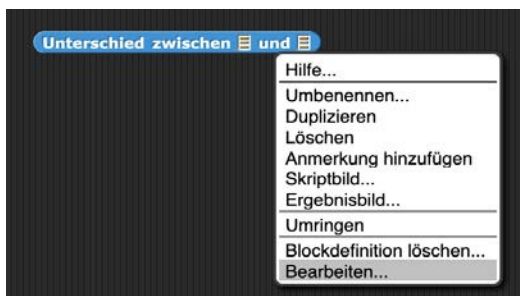 Unterschied zwischen und
Hilfe...
Umbenennen...
Duplizieren
Löschen
Anmerkung hinzufügen
Skriptbild...
Ergebnisbild...
Umringen
Blockdefinition löschen...
Bearbeiten...